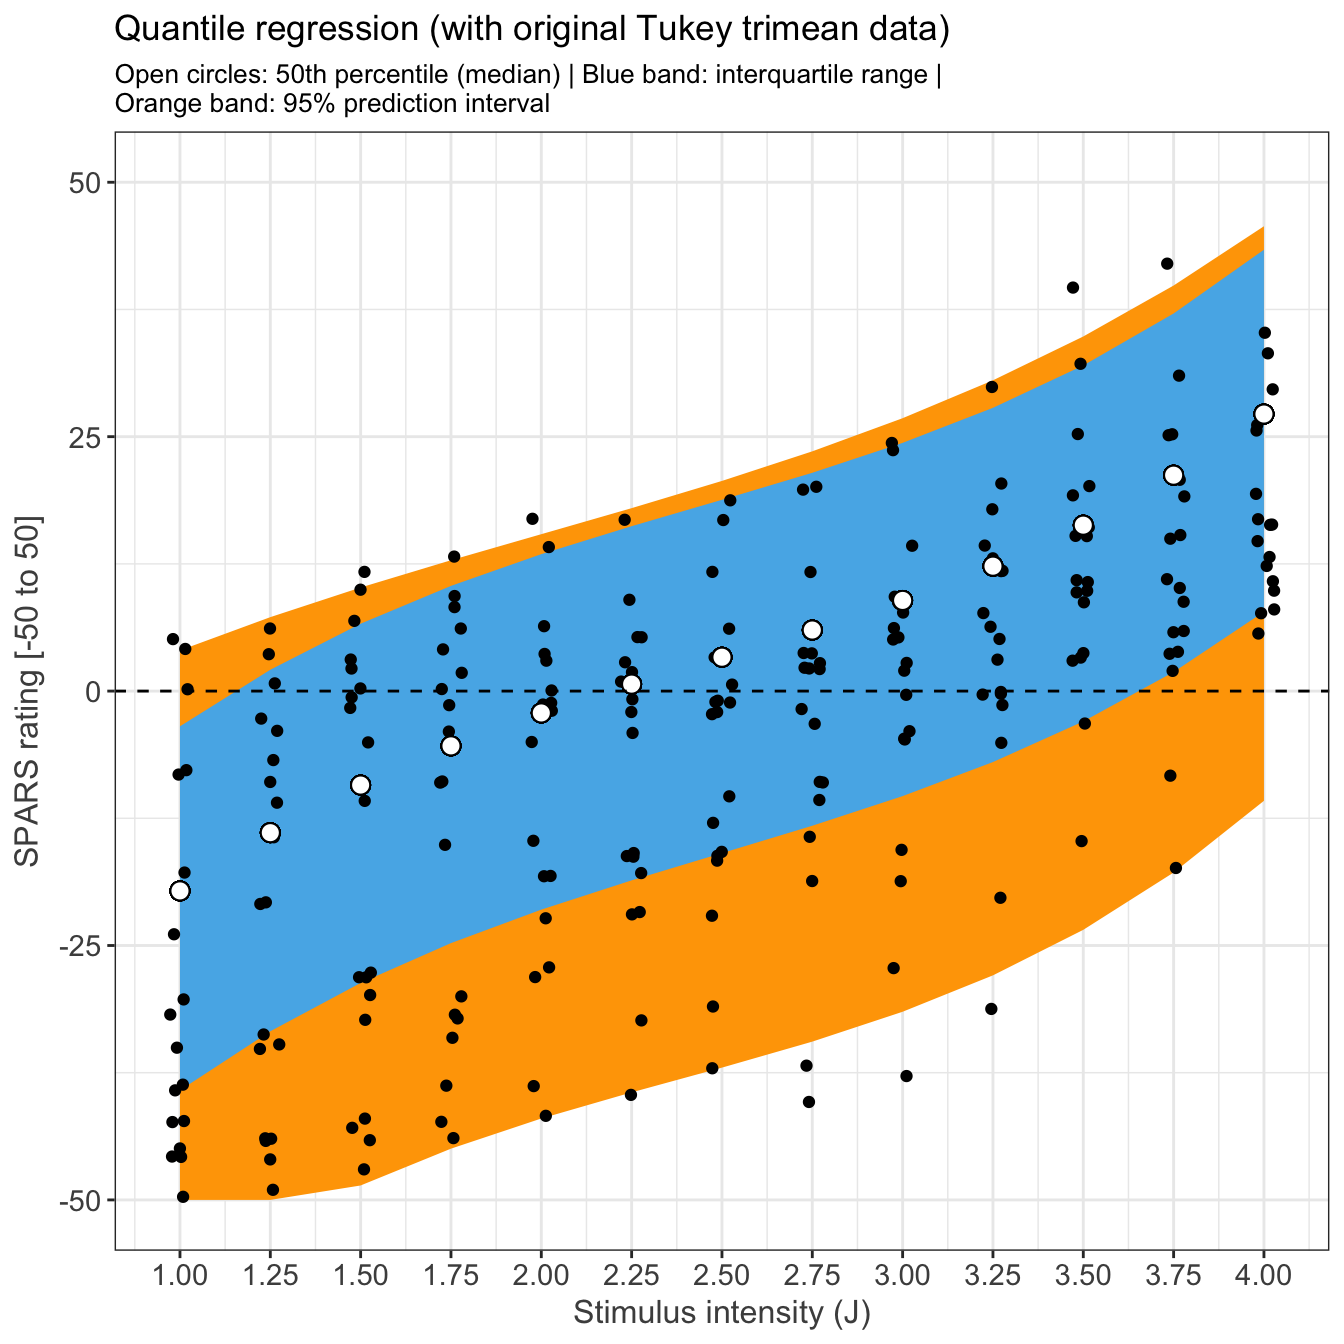 Quantile regression (with original Tukey trimean data)
Open circles: 50th percentile (median) | Blue band: interquartile range |
Orange band: 95% prediction interval
SPARS rating [-50 to 50]
50
25
0
-25
-50
1.00 1.25 1.50 1.75 2.00 2.25 2.50 2.75 3.00 3.25 3.50 3.75 4.00
Stimulus intensity (J)